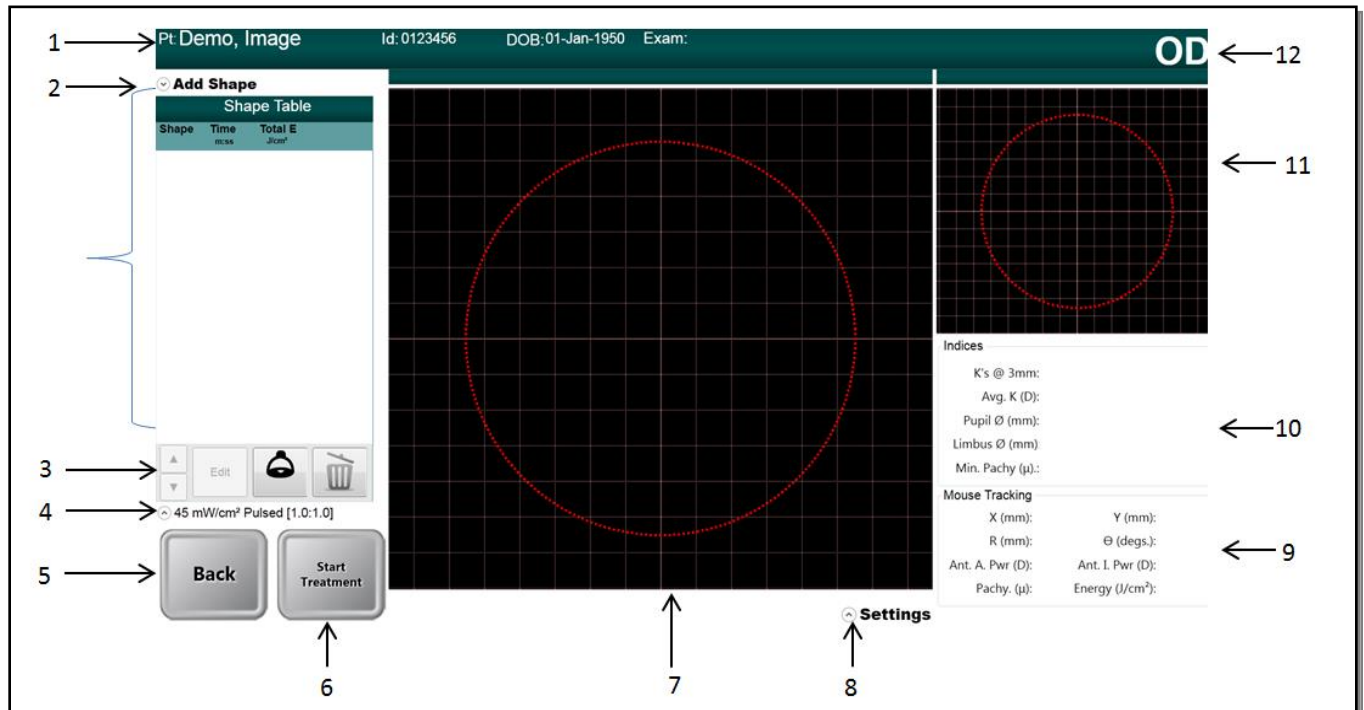 1 Pt: Demo, Image Id: 0123456 DOB: 01-Jan-1950 Exam: OD 12
2 Add Shape
Shape Table
Shape Time Total E
m:ss J/cm²
11
Indices
K's @ 3mm:
Avg. K (D):
Pupil Ø (mm):
10
Limbus Ø (mm)
Min. Pachy (µ).:
3 Edit
Mouse Tracking
4 45 mW/cm² Pulsed [1.0:1.0]
X (mm): Y (mm):
R (mm): Θ (degs.):
9
Ant. A. Pwr (D): Ant. I. Pwr (D):
Pachy. (µ): Energy (J/cm²):
5 Back
Start
Treatment
Settings
6 7 8